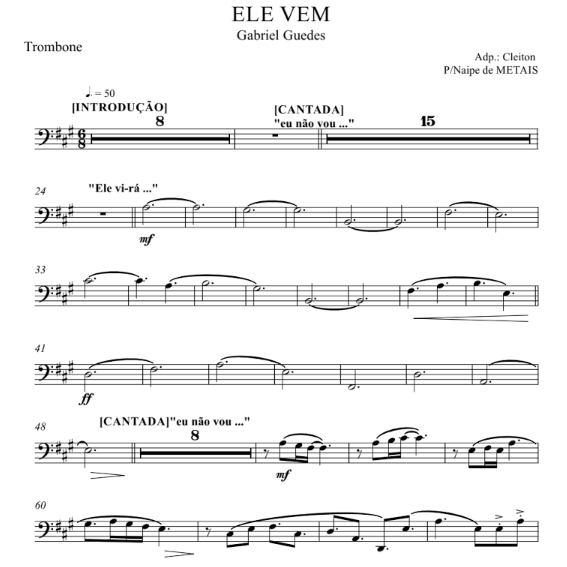 ELE VEM
Gabriel Guedes
Trombone
Adp.: Cleiton
P/Naipe de METAIS
♩. = 50
[INTRODUÇÃO]
8
[CANTADA]
"eu não vou ..."
15
6
8
24
"Ele vi-rá ..."
mf
33
41
ff
48
[CANTADA]"eu não vou ..."
8
mf
60